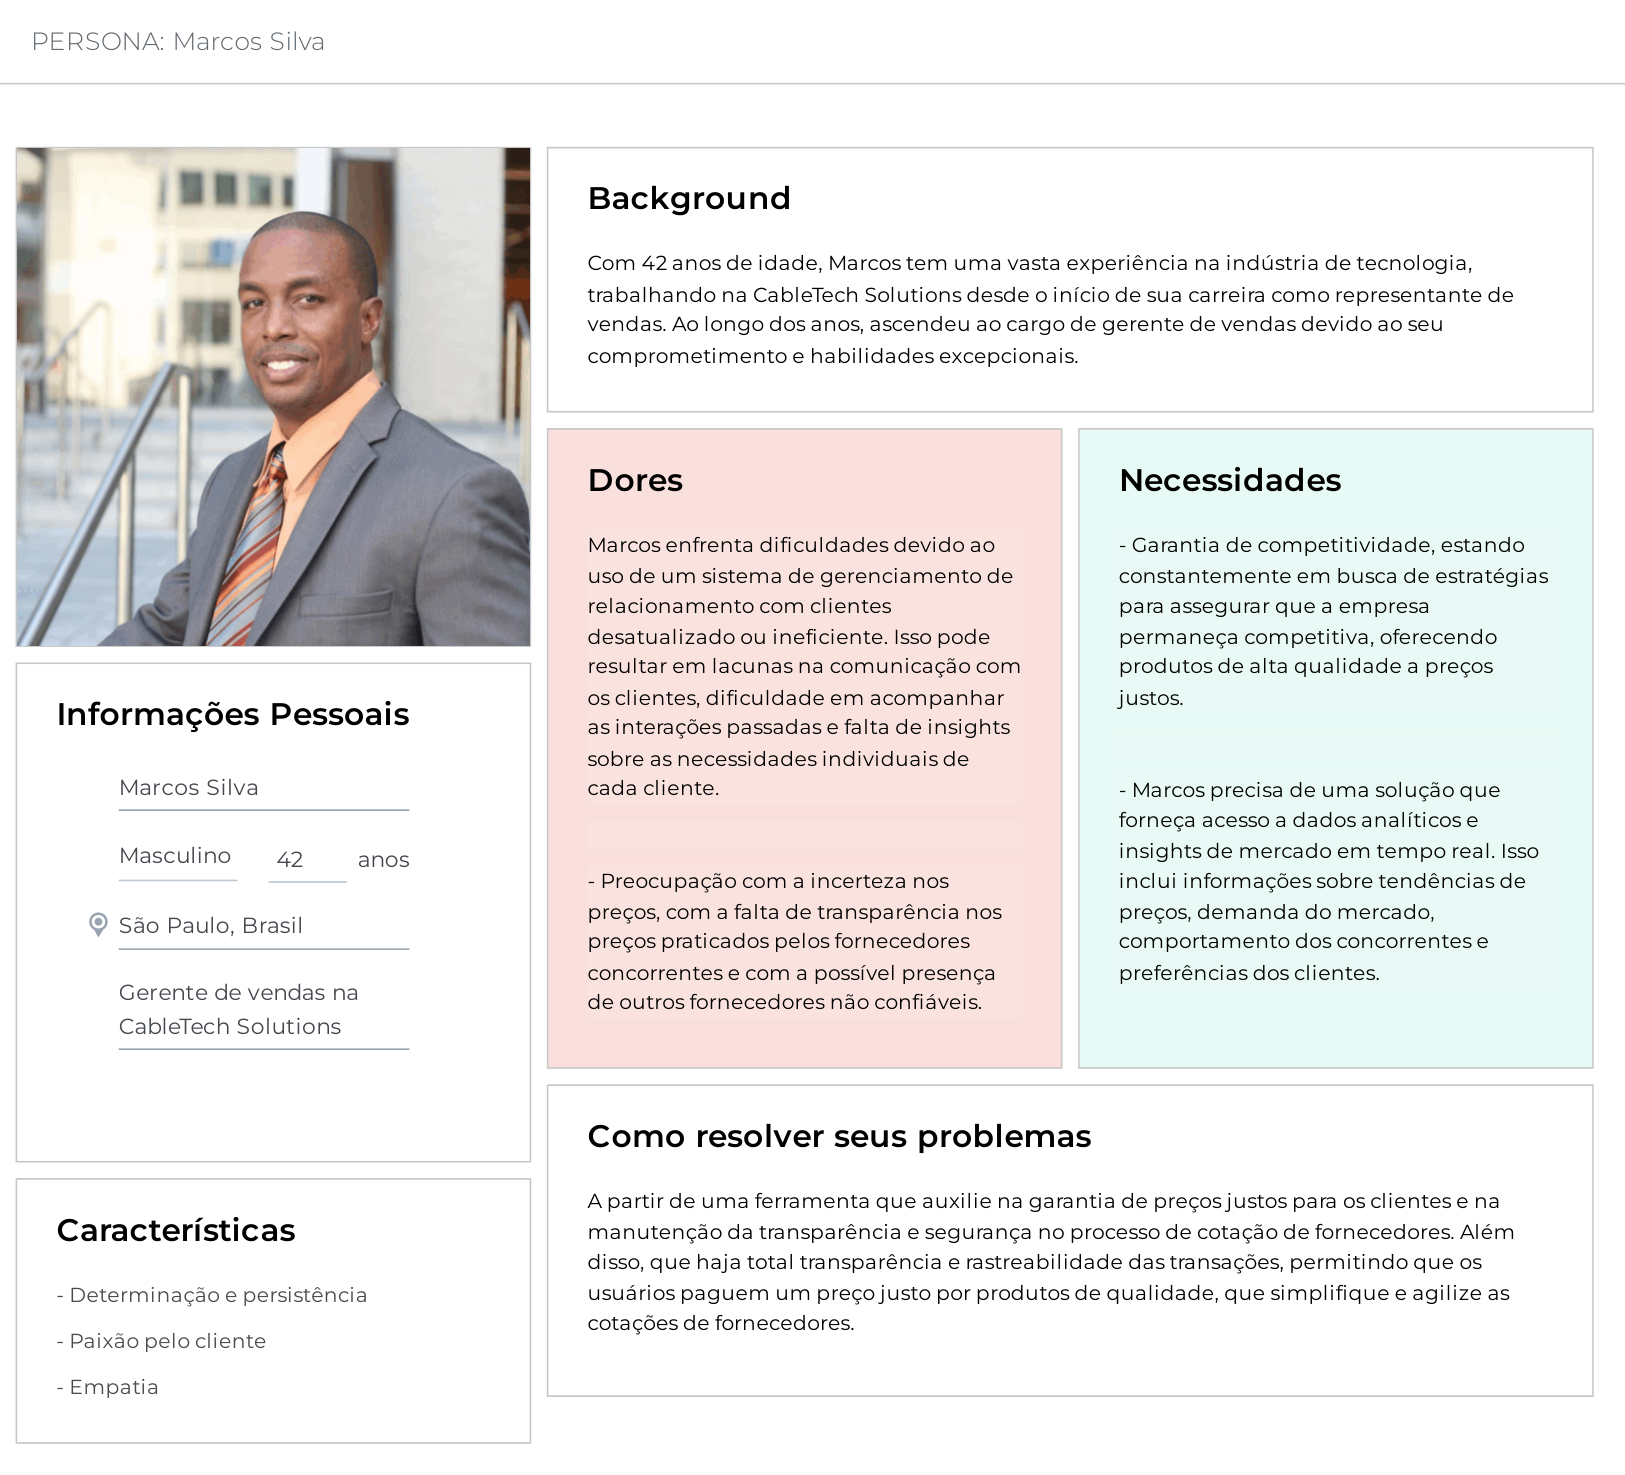 PERSONA: Marcos Silva
Background
Com 42 anos de idade, Marcos tem uma vasta experiência na indústria de tecnologia,
trabalhando na CableTech Solutions desde o início de sua carreira como representante de
vendas. Ao longo dos anos, ascendeu ao cargo de gerente de vendas devido ao seu
comprometimento e habilidades excepcionais.
Dores
Marcos enfrenta dificuldades devido ao
uso de um sistema de gerenciamento de
relacionamento com clientes
desatualizado ou ineficiente. Isso pode
resultar em lacunas na comunicação com
os clientes, dificuldade em acompanhar
as interações passadas e falta de insights
sobre as necessidades individuais de
cada cliente.
- Preocupação com a incerteza nos
preços, com a falta de transparência nos
preços praticados pelos fornecedores
concorrentes e com a possível presença
de outros fornecedores não confiáveis.
Necessidades
- Garantia de competitividade, estando
constantemente em busca de estratégias
para assegurar que a empresa
permaneça competitiva, oferecendo
produtos de alta qualidade a preços
justos.
- Marcos precisa de uma solução que
forneça acesso a dados analíticos e
insights de mercado em tempo real. Isso
inclui informações sobre tendências de
preços, demanda do mercado,
comportamento dos concorrentes e
preferências dos clientes.
Informações Pessoais
Marcos Silva
Masculino 42 anos
São Paulo, Brasil
Gerente de vendas na
CableTech Solutions
Características
- Determinação e persistência
- Paixão pelo cliente
- Empatia
Como resolver seus problemas
A partir de uma ferramenta que auxilie na garantia de preços justos para os clientes e na
manutenção da transparência e segurança no processo de cotação de fornecedores. Além
disso, que haja total transparência e rastreabilidade das transações, permitindo que os
usuários paguem um preço justo por produtos de qualidade, que simplifique e agilize as
cotações de fornecedores.